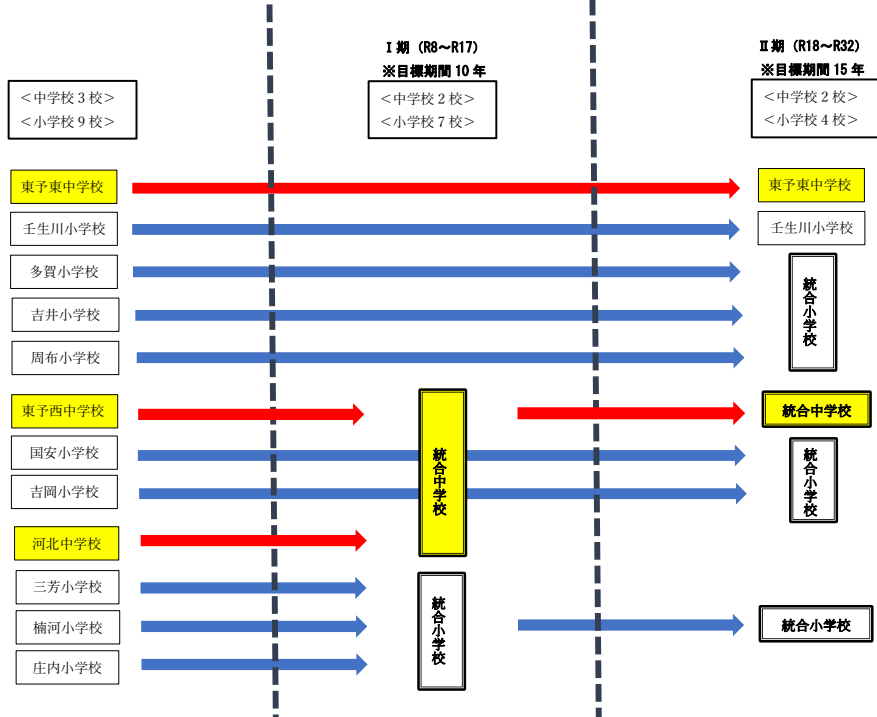 Ⅰ期（R8～R17）
※目標期間 10 年
Ⅱ期（R18～R32）
※目標期間 15 年
＜中学校３校＞
＜小学校９校＞
＜中学校２校＞
＜小学校７校＞
＜中学校２校＞
＜小学校４校＞
東予東中学校
東予東中学校
壬生川小学校
壬生川小学校
多賀小学校
吉井小学校
周布小学校
統合小学校
東予西中学校
統合中学校
統合中学校
国安小学校
吉岡小学校
統合小学校
河北中学校
三芳小学校
楠河小学校
庄内小学校
統合小学校
統合小学校